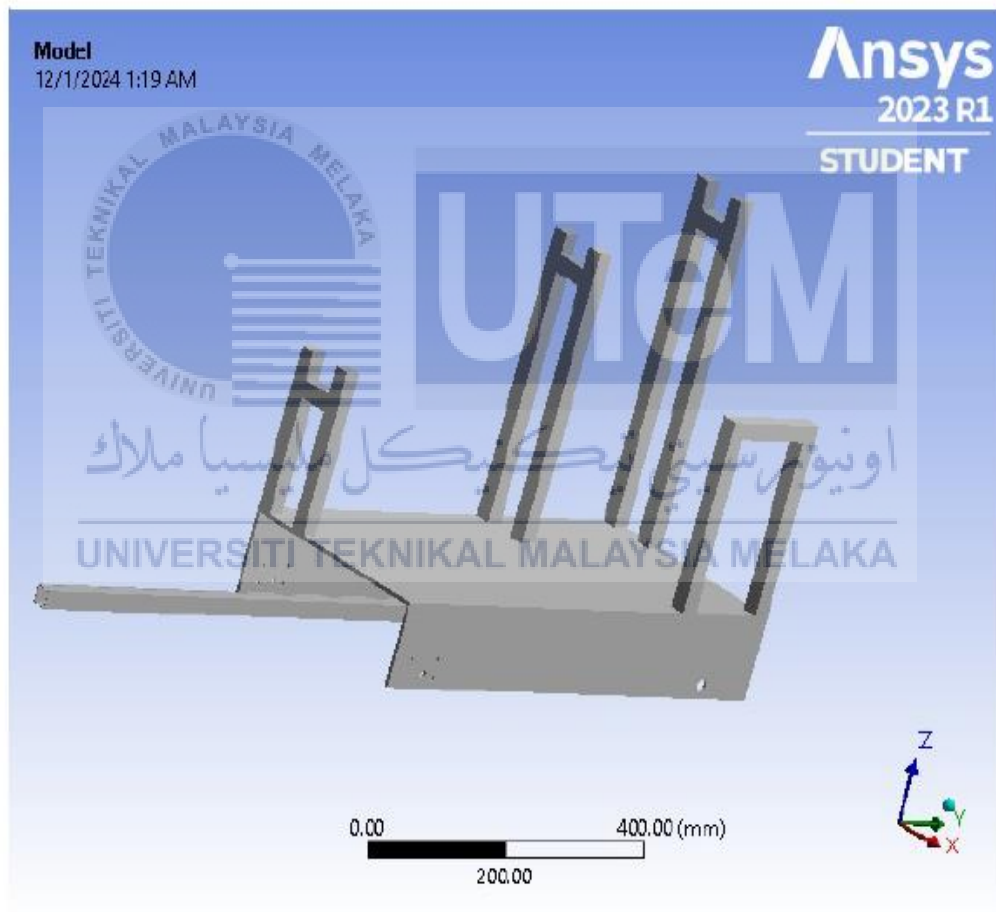 Model
12/1/2024 1:19 AM
Ansys
2023 R1
STUDENT
UNIVERSITI TEKNIKAL MALAYSIA MELAKA
UTeM
اونيۏرسيتي تيكنيكل مليسيا ملاك
UNIVERSITI TEKNIKAL MALAYSIA MELAKA
Z
Y
X
0.00
400.00 (mm)
200.00